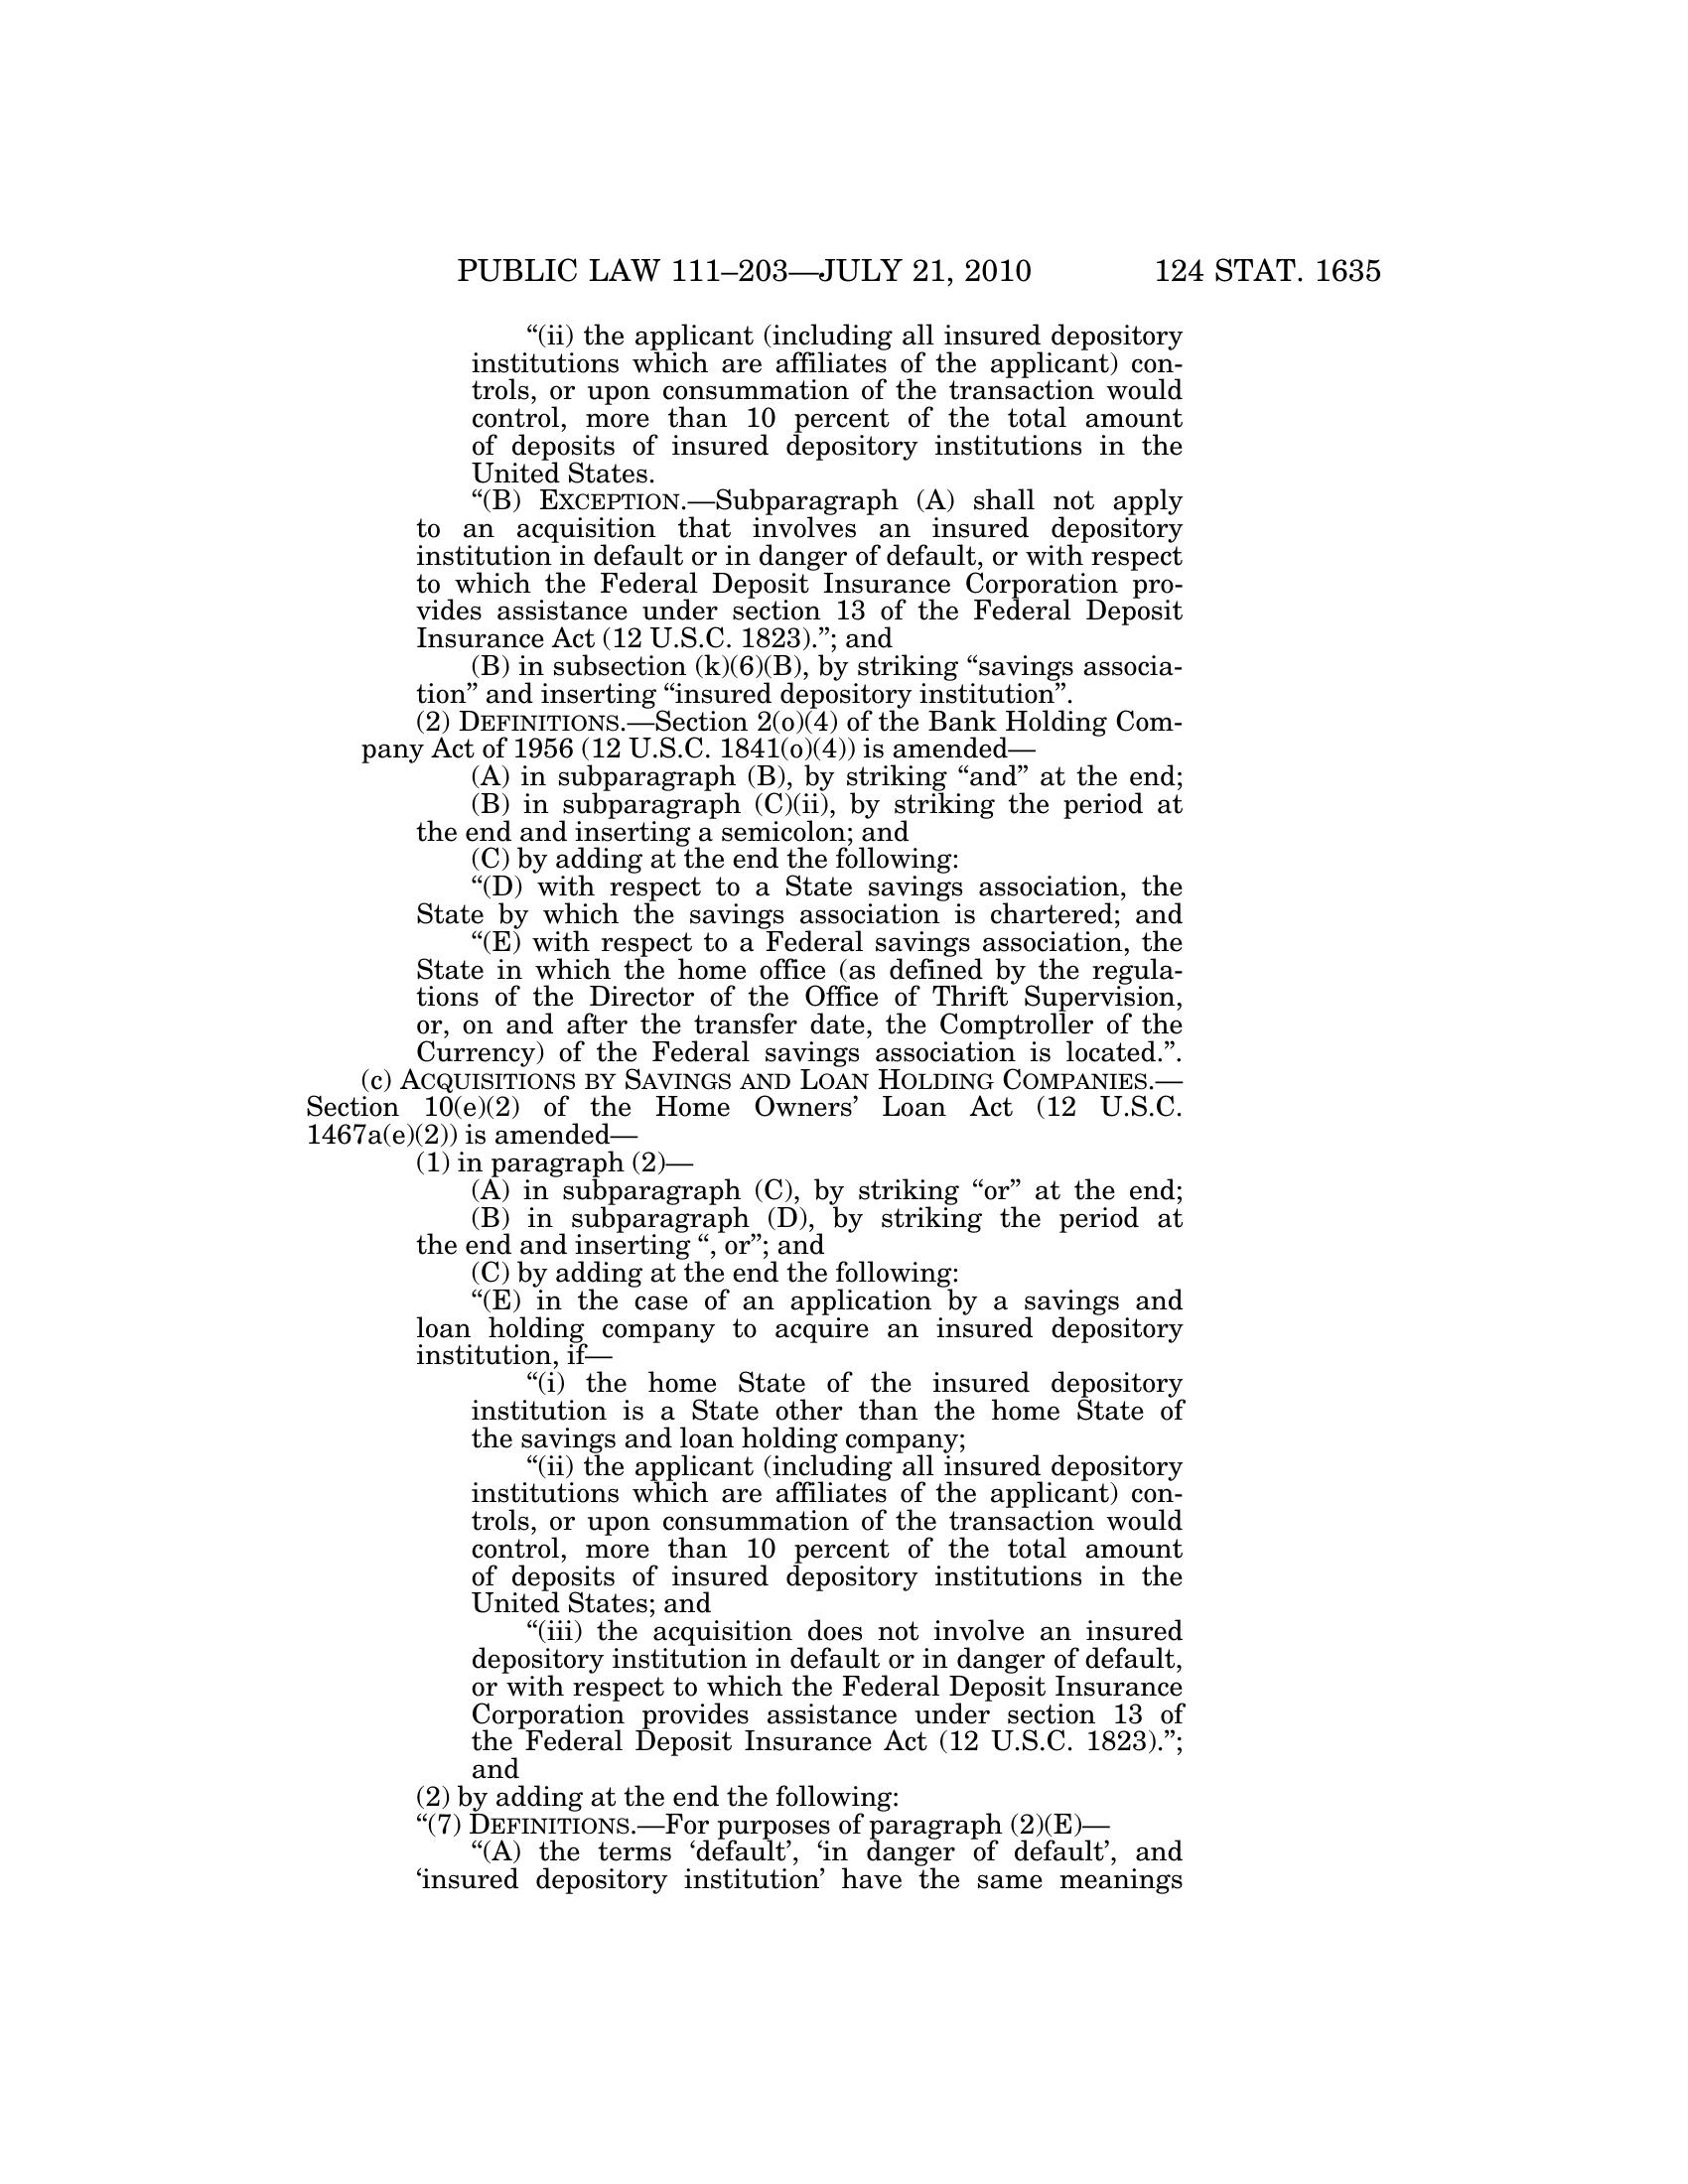 PUBLIC LAW 111–203—JULY 21, 2010 124 STAT. 1635
“(ii) the applicant (including all insured depository
institutions which are affiliates of the applicant) con-
trols, or upon consummation of the transaction would
control, more than 10 percent of the total amount
of deposits of insured depository institutions in the
United States.
“(B) EXCEPTION.—Subparagraph (A) shall not apply
to an acquisition that involves an insured depository
institution in default or in danger of default, or with respect
to which the Federal Deposit Insurance Corporation pro-
vides assistance under section 13 of the Federal Deposit
Insurance Act (12 U.S.C. 1823).”; and
(B) in subsection (k)(6)(B), by striking “savings associa-
tion” and inserting “insured depository institution”.
(2) DEFINITIONS.—Section 2(o)(4) of the Bank Holding Com-
pany Act of 1956 (12 U.S.C. 1841(o)(4)) is amended—
(A) in subparagraph (B), by striking “and” at the end;
(B) in subparagraph (C)(ii), by striking the period at
the end and inserting a semicolon; and
(C) by adding at the end the following:
“(D) with respect to a State savings association, the
State by which the savings association is chartered; and
“(E) with respect to a Federal savings association, the
State in which the home office (as defined by the regula-
tions of the Director of the Office of Thrift Supervision,
or, on and after the transfer date, the Comptroller of the
Currency) of the Federal savings association is located.”.
(c) ACQUISITIONS BY SAVINGS AND LOAN HOLDING COMPANIES.—
Section 10(e)(2) of the Home Owners’ Loan Act (12 U.S.C.
1467a(e)(2)) is amended—
(1) in paragraph (2)—
(A) in subparagraph (C), by striking “or” at the end;
(B) in subparagraph (D), by striking the period at
the end and inserting “, or”; and
(C) by adding at the end the following:
“(E) in the case of an application by a savings and
loan holding company to acquire an insured depository
institution, if—
“(i) the home State of the insured depository
institution is a State other than the home State of
the savings and loan holding company;
“(ii) the applicant (including all insured depository
institutions which are affiliates of the applicant) con-
trols, or upon consummation of the transaction would
control, more than 10 percent of the total amount
of deposits of insured depository institutions in the
United States; and
“(iii) the acquisition does not involve an insured
depository institution in default or in danger of default,
or with respect to which the Federal Deposit Insurance
Corporation provides assistance under section 13 of
the Federal Deposit Insurance Act (12 U.S.C. 1823).”;
and
(2) by adding at the end the following:
“(7) DEFINITIONS.—For purposes of paragraph (2)(E)—
“(A) the terms ‘default’, ‘in danger of default’, and
‘insured depository institution’ have the same meanings